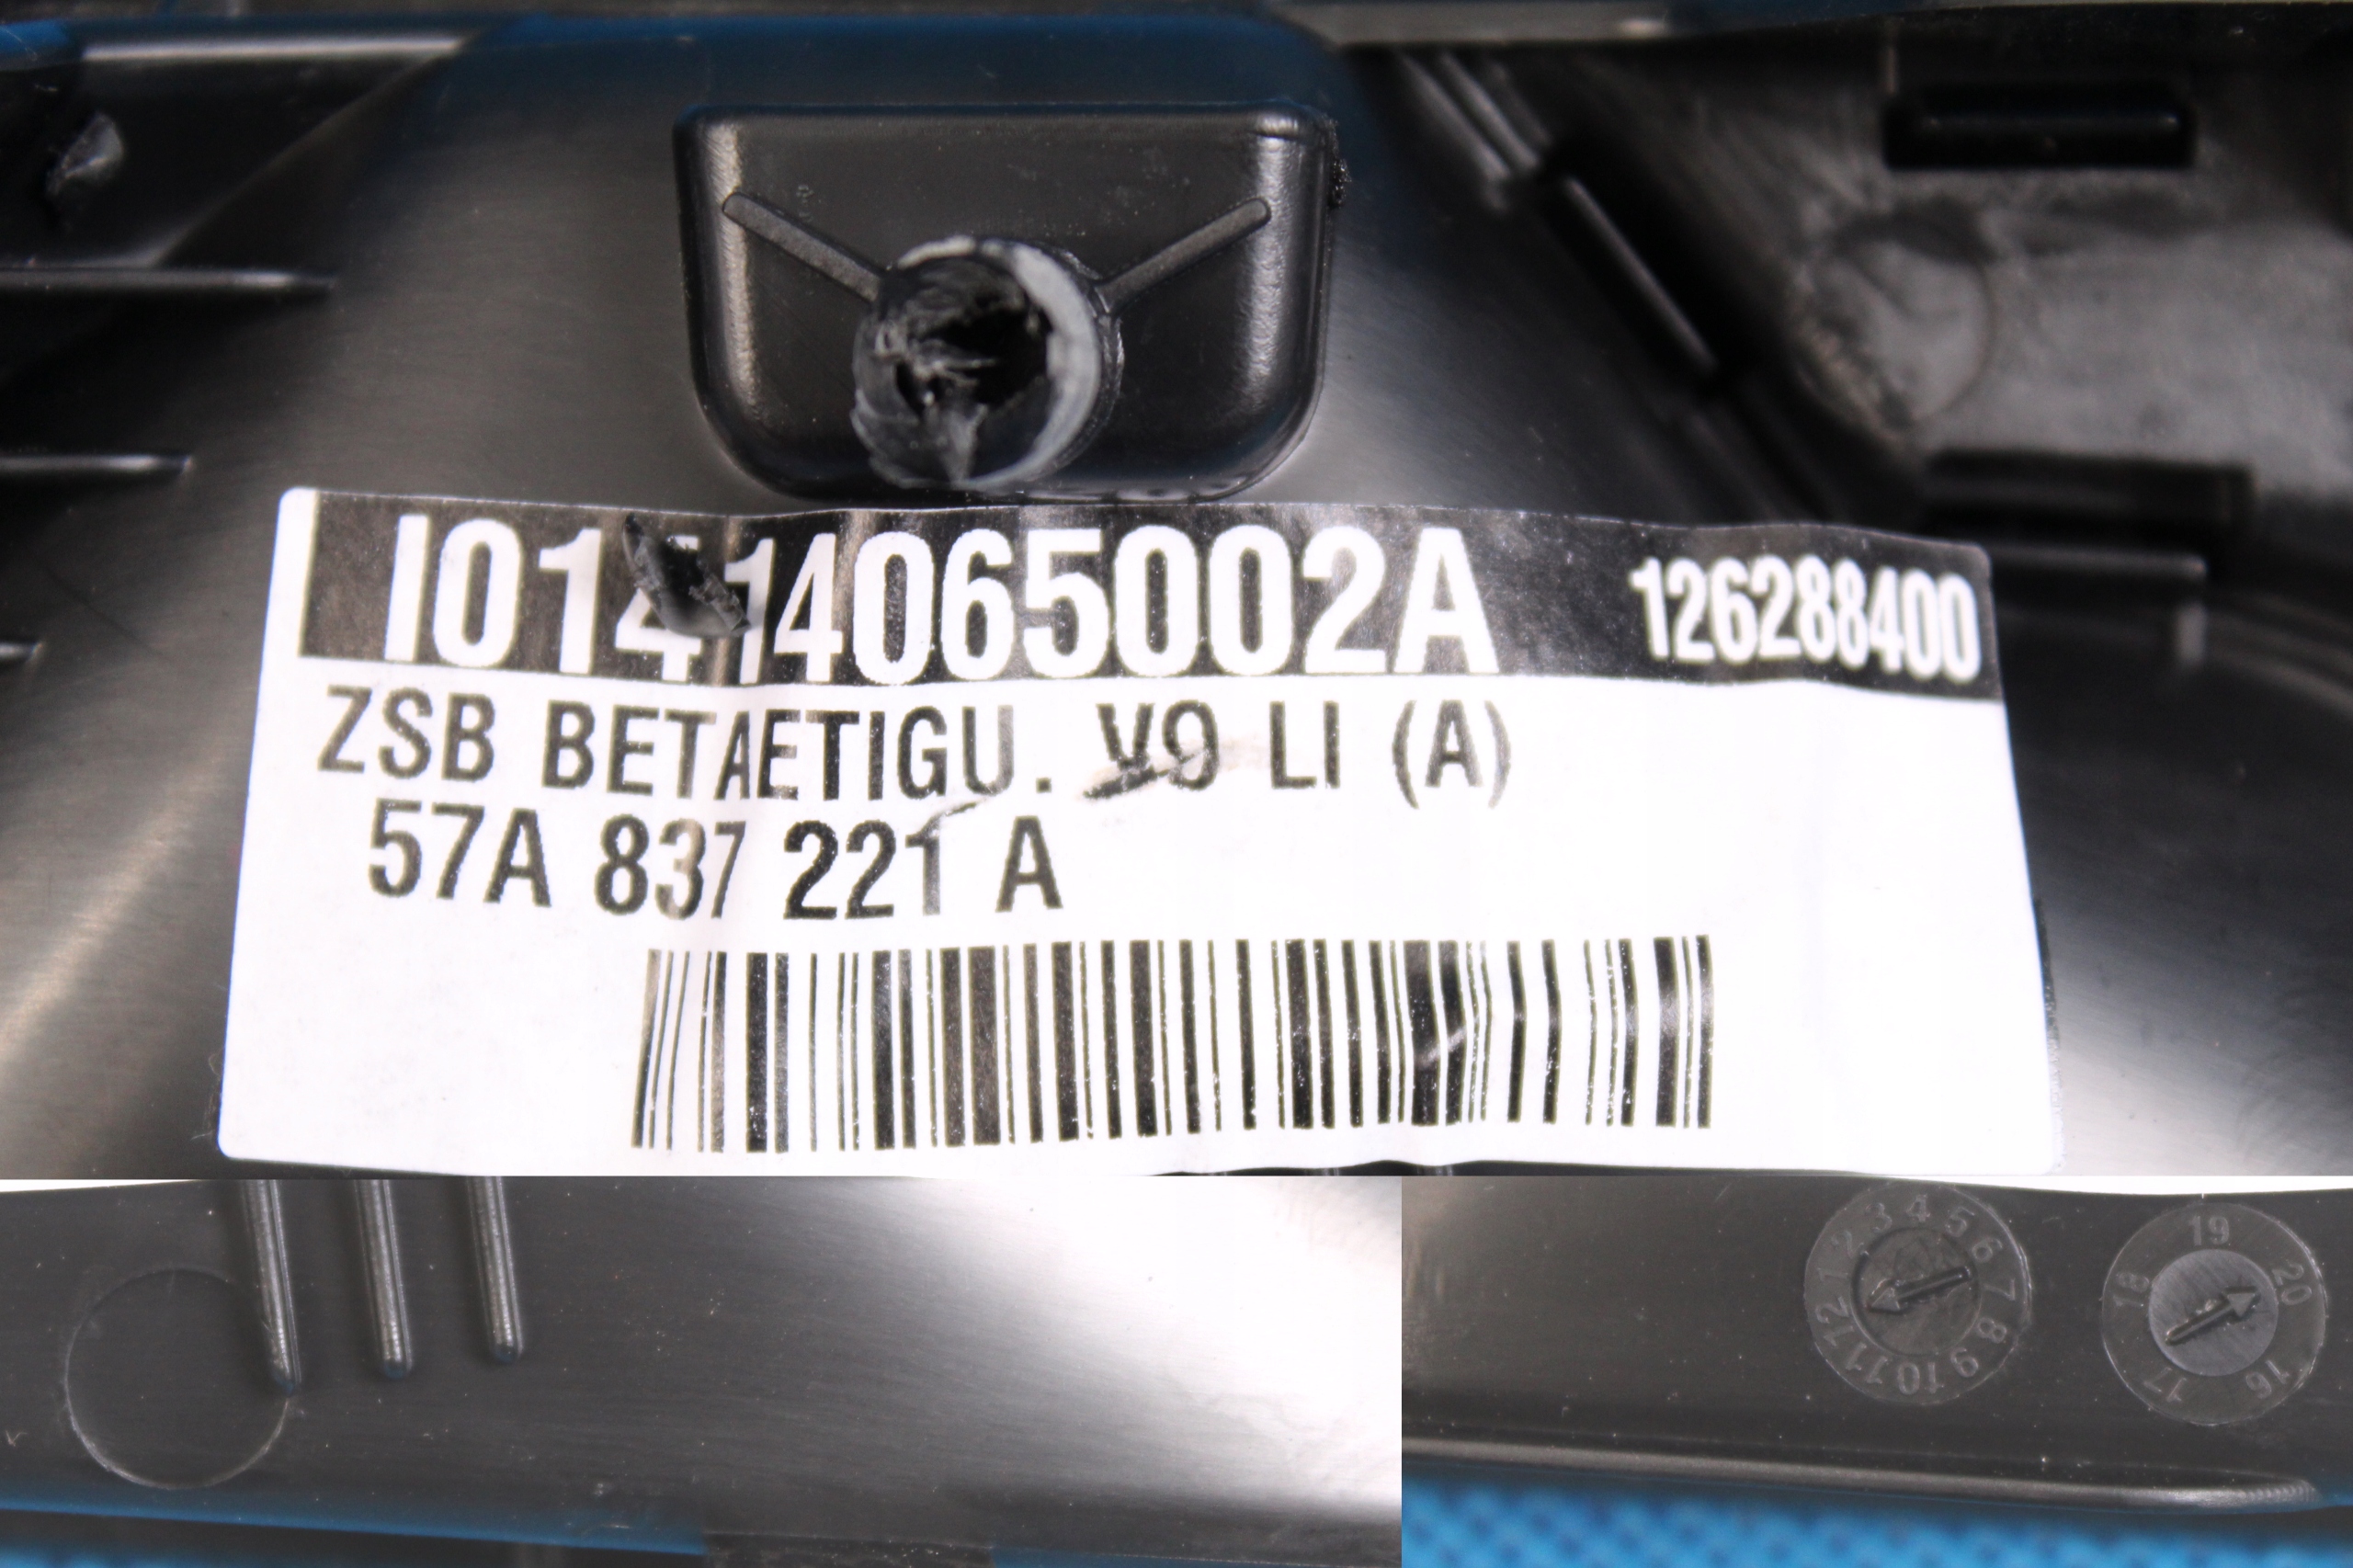 I01414065002A 126288400
ZSB BETAETIGU. VO LI (A)
57A 837 221 A
1 2 3 4 5 6 7 8 9 10 11 12
16 17 18 19 20